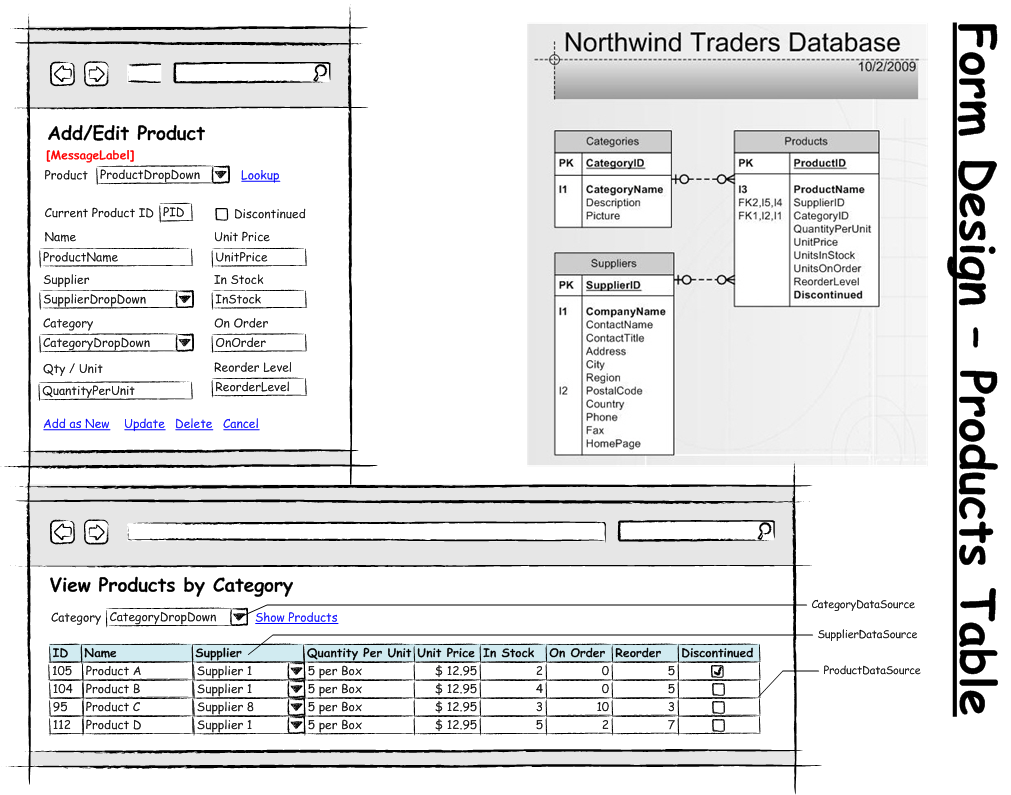 Form Design - Products Table
Add/Edit Product
[MessageLabel]
Product ProductDropDown Lookup
Current Product ID PID Discontinued
Name Unit Price
ProductName UnitPrice
Supplier In Stock
SupplierDropDown InStock
Category On Order
CategoryDropDown OnOrder
Qty / Unit Reorder Level
QuantityPerUnit ReorderLevel
Add as New Update Delete Cancel
Northwind Traders Database
10/2/2009
Categories
PK CategoryID
I1 CategoryName
Description
Picture
Products
PK ProductID
I3 ProductName
FK2,I5,I4 SupplierID
FK1,I2,I1 CategoryID
QuantityPerUnit
UnitPrice
UnitsInStock
UnitsOnOrder
ReorderLevel
Discontinued
Suppliers
PK SupplierID
I1 CompanyName
ContactName
ContactTitle
Address
City
Region
I2 PostalCode
Country
Phone
Fax
HomePage
View Products by Category
Category CategoryDropDown Show Products
CategoryDataSource
SupplierDataSource
ProductDataSource
ID Name Supplier Quantity Per Unit Unit Price In Stock On Order Reorder Discontinued
105 Product A Supplier 1 5 per Box $ 12.95 2 0 5
104 Product B Supplier 1 5 per Box $ 12.95 4 0 5
95 Product C Supplier 8 5 per Box $ 12.95 3 10 3
112 Product D Supplier 1 5 per Box $ 12.95 5 2 7